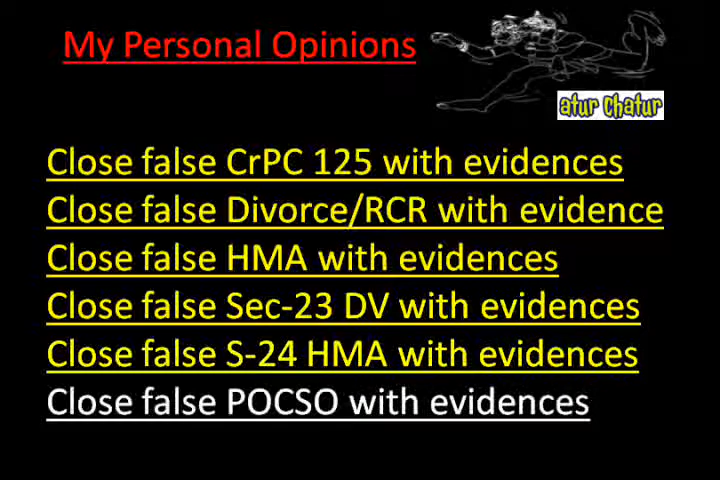 My Personal Opinions
atur chatur
Close false CrPC 125 with evidences
Close false Divorce/RCR with evidence
Close false HMA with evidences
Close false Sec-23 DV with evidences
Close false S-24 HMA with evidences
Close false POCSO with evidences